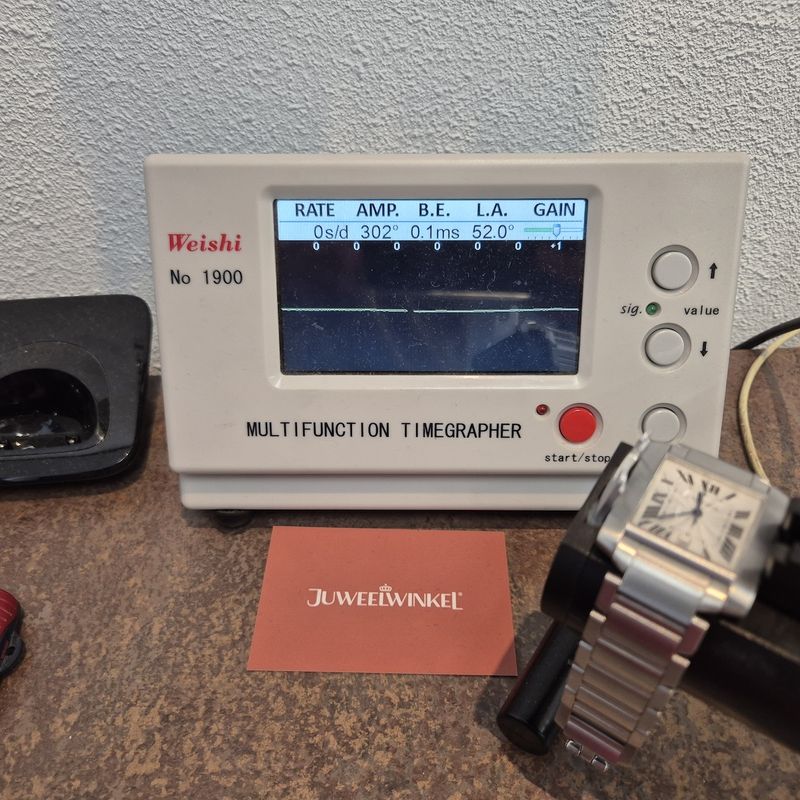 RATE AMP. B.E. L.A. GAIN
0s/d 302° 0.1ms 52.0°
0 0 0 0 0 0 +1
Weishi
No 1900
sig. value
MULTIFUNCTION TIMEGRAPHER
start/stop
JUWEELWINKEL®